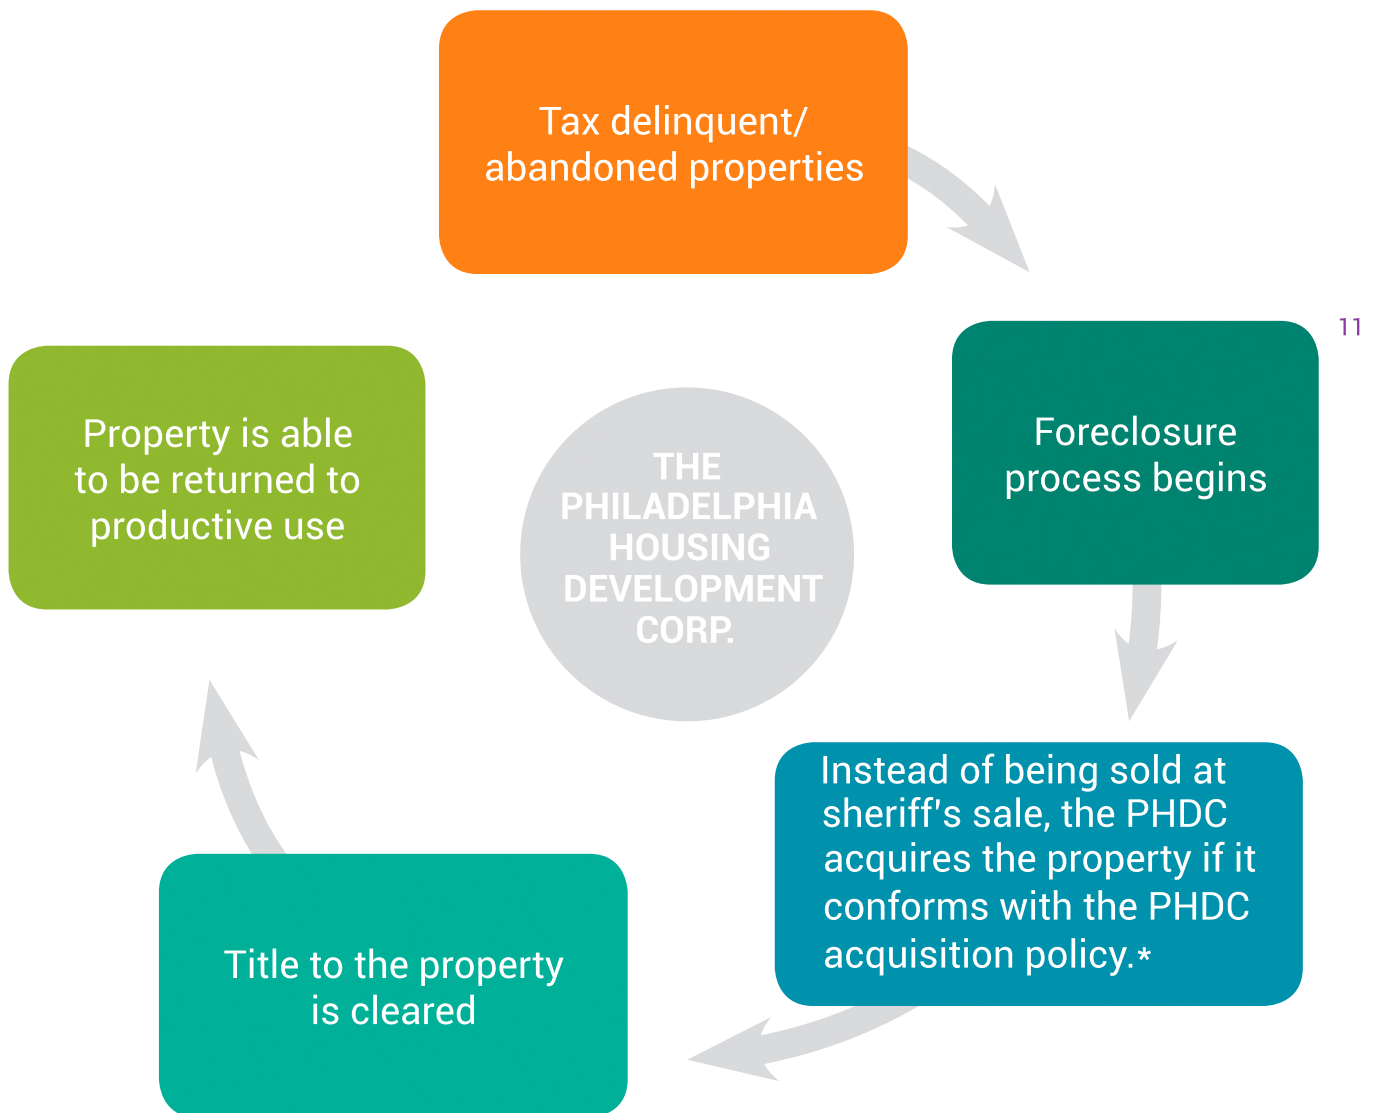 Tax delinquent/
abandoned properties
11
Foreclosure
process begins
Instead of being sold at
sheriff's sale, the PHDC
acquires the property if it
conforms with the PHDC
acquisition policy.*
Title to the property
is cleared
Property is able
to be returned to
productive use
THE
PHILADELPHIA
HOUSING
DEVELOPMENT
CORP.